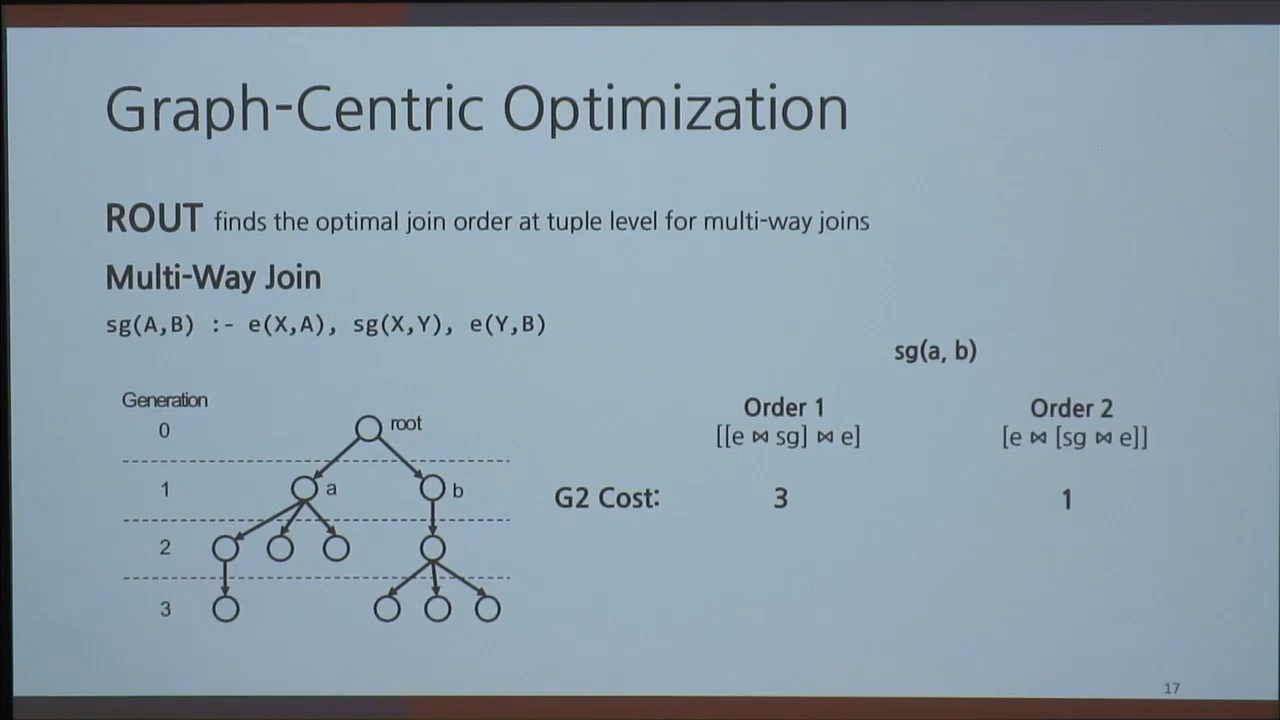 Graph-Centric Optimization
ROUT finds the optimal join order at tuple level for multi-way joins
Multi-Way Join
sg(A,B) :- e(X,A), sg(X,Y), e(Y,B)
sg(a, b)
Generation
0
root
1
a
b
2
3
Order 1
Order 2
[[e ⋈ sg] ⋈ e]
[e ⋈ [sg ⋈ e]]
G2 Cost:
3
1
17